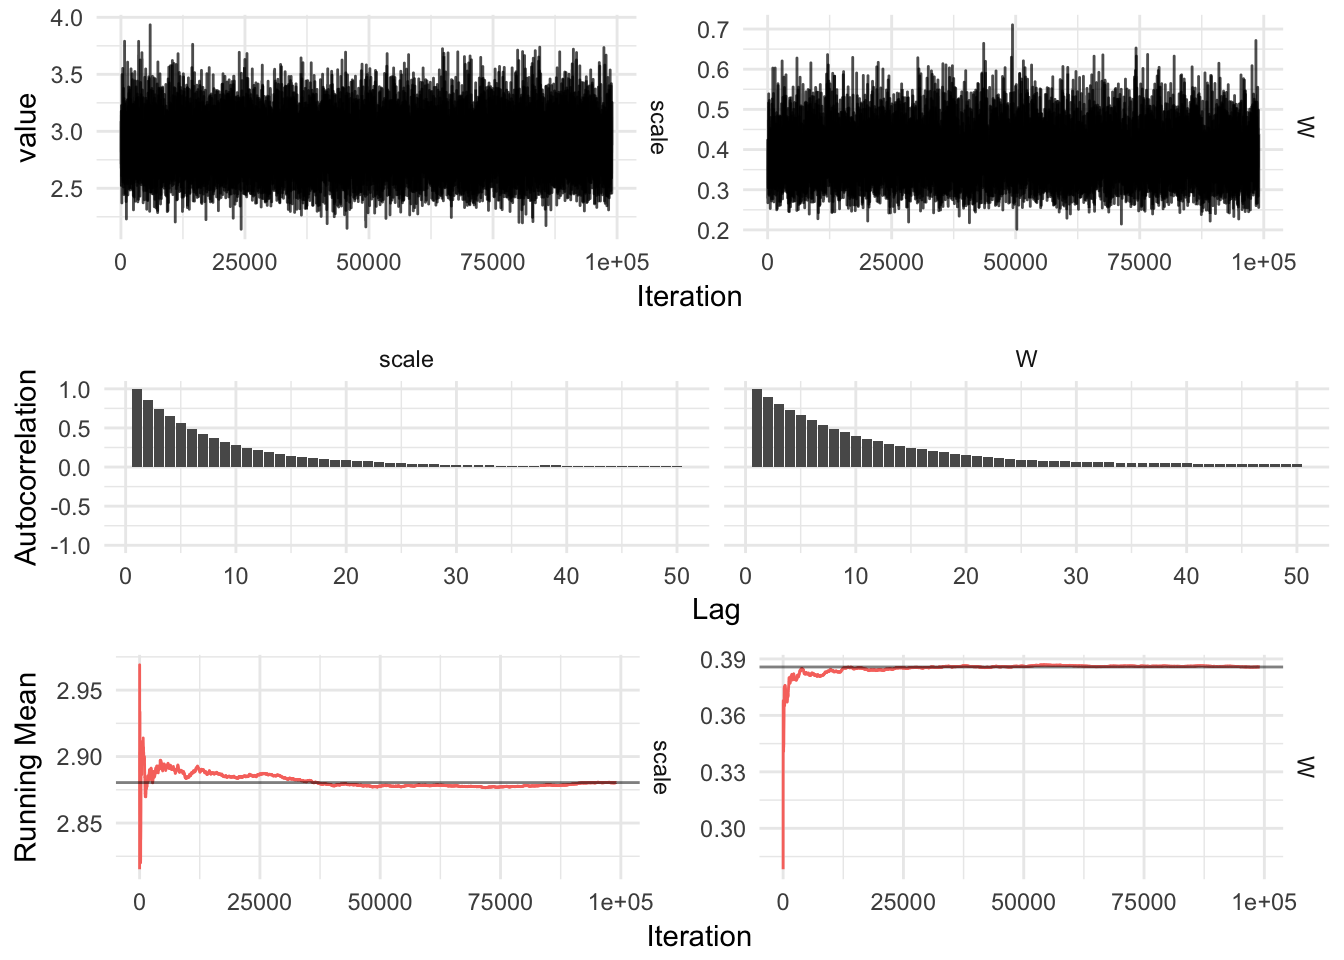 4.0
3.5
3.0
2.5
value
scale
0 25000 50000 75000 1e+05
0.7
0.6
0.5
0.4
0.3
0.2
W
0 25000 50000 75000 1e+05
Iteration
scale
W
1.0
0.5
0.0
-0.5
-1.0
Autocorrelation
0 10 20 30 40 50
0 10 20 30 40 50
Lag
2.95
2.90
2.85
Running Mean
scale
0 25000 50000 75000 1e+05
0.39
0.36
0.33
0.30
W
0 25000 50000 75000 1e+05
Iteration